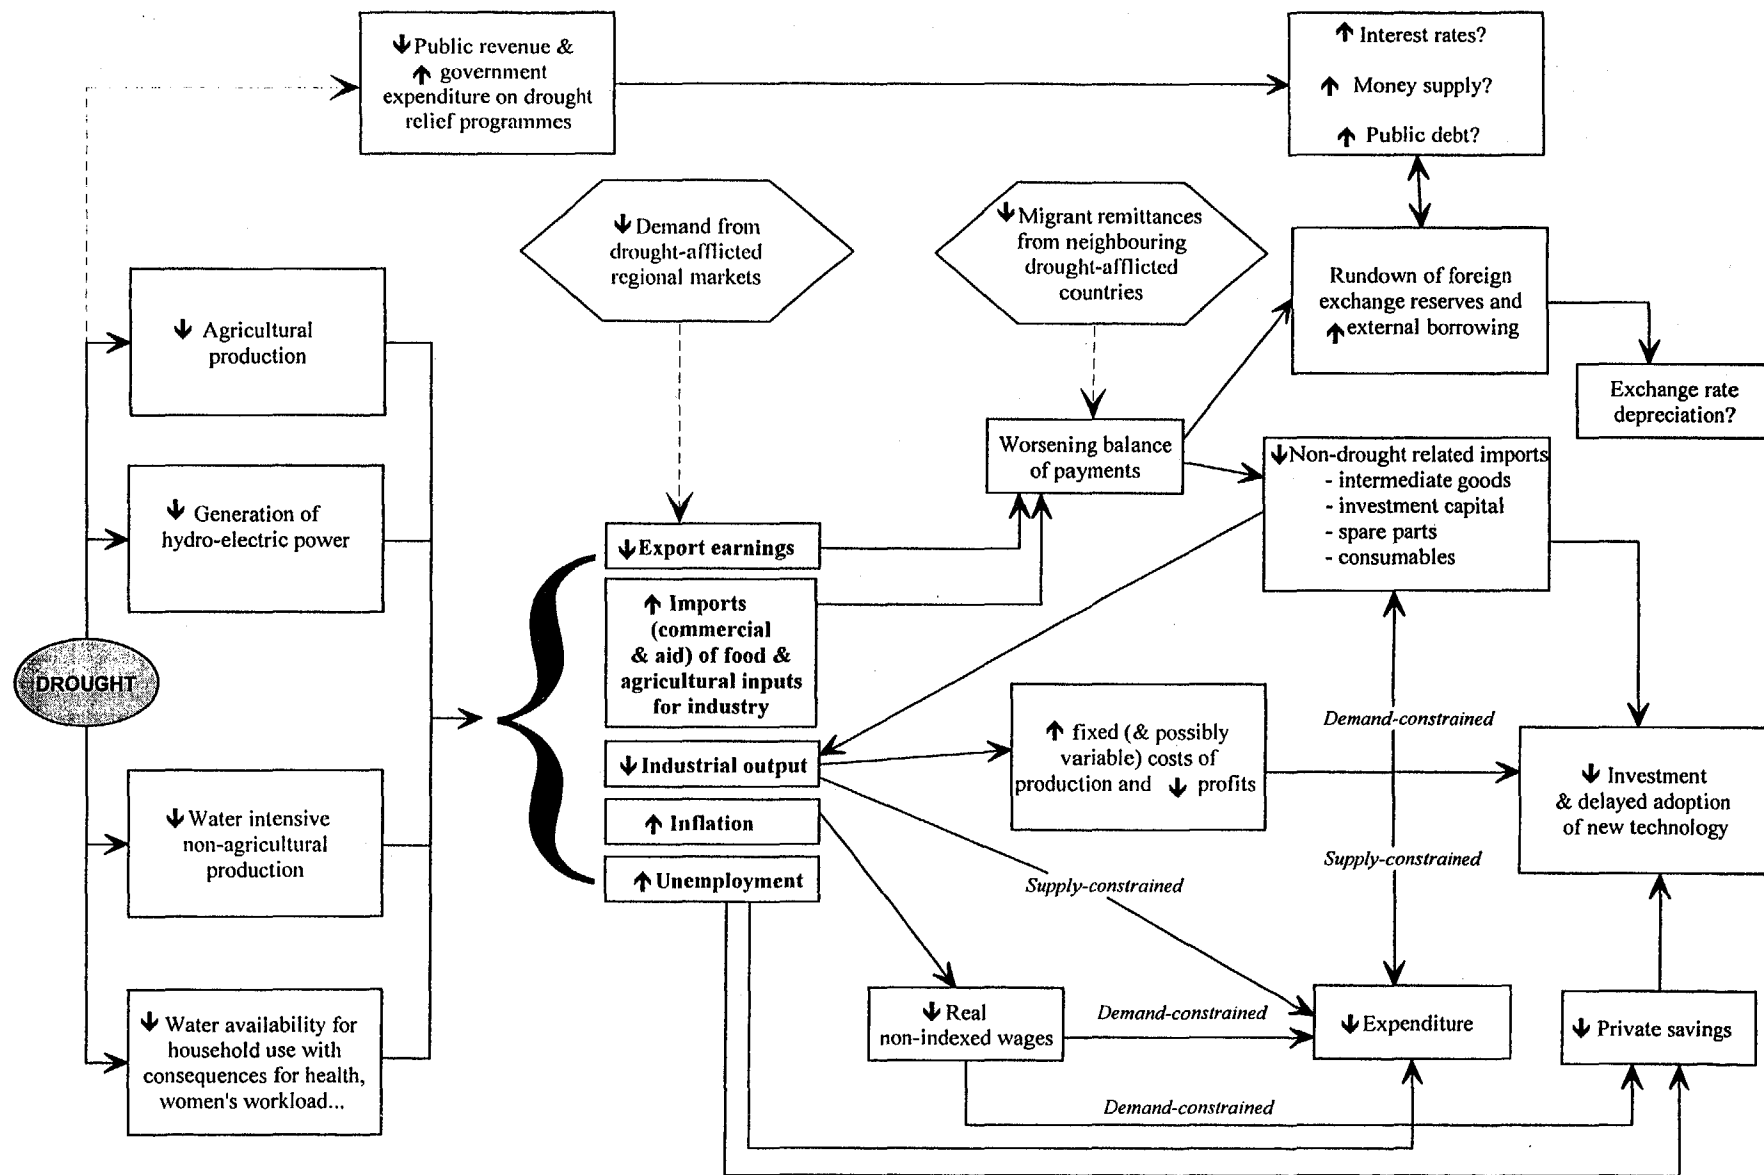 ↓ Public revenue &
↑ government
expenditure on drought
relief programmes
↑ Interest rates?
↑ Money supply?
↑ Public debt?
↓ Demand from
drought-afflicted
regional markets
↓ Migrant remittances
from neighbouring
drought-afflicted
countries
Rundown of foreign
exchange reserves and
↑ external borrowing
Exchange rate
depreciation?
↓ Agricultural
production
↓ Generation of
hydro-electric power
DROUGHT
↓ Water intensive
non-agricultural
production
↓ Water availability for
household use with
consequences for health,
women's workload...
Worsening balance
of payments
↓ Non-drought related imports
- intermediate goods
- investment capital
- spare parts
- consumables
↓ Export earnings
↑ Imports
(commercial
& aid) of food &
agricultural inputs
for industry
↓ Industrial output
↑ Inflation
↑ Unemployment
↑ fixed (& possibly
variable) costs of
production and ↓ profits
Demand-constrained
Supply-constrained
↓ Investment
& delayed adoption
of new technology
Supply-constrained
↓ Real
non-indexed wages
Demand-constrained
↓ Expenditure
↓ Private savings
Demand-constrained